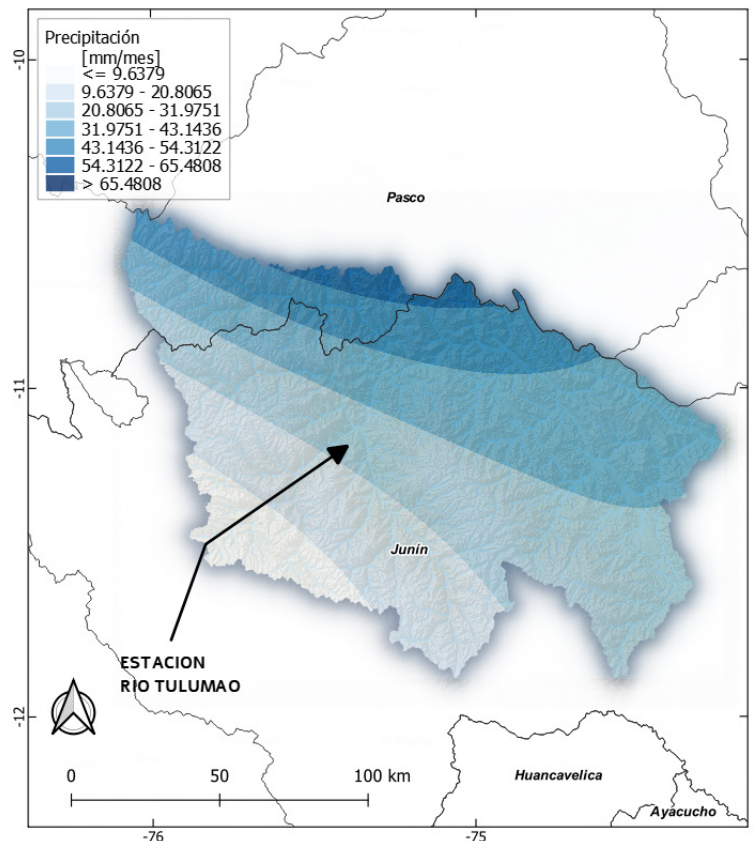 Precipitación
[mm/mes]
<= 9.6379
9.6379 - 20.8065
20.8065 - 31.9751
31.9751 - 43.1436
43.1436 - 54.3122
54.3122 - 65.4808
> 65.4808
-10
Pasco
-11
Junín
ESTACION
RIO TULUMAO
-12
0 50 100 km
Huancavelica
Ayacucho
-76 -75